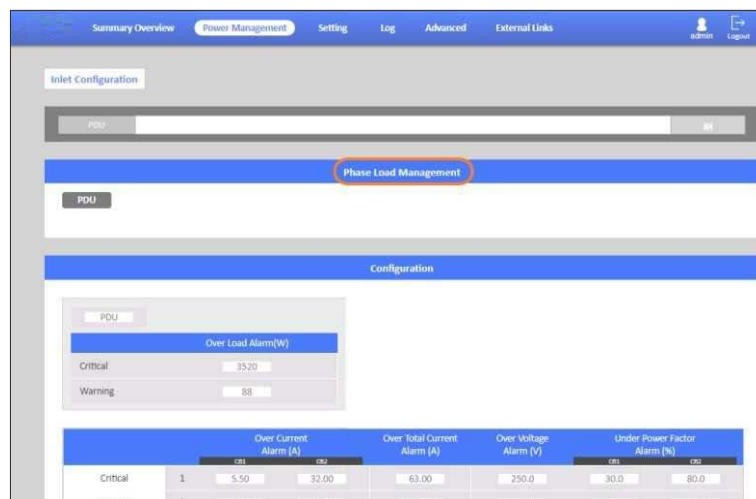 Summary Overview Power Management Setting Log Advanced External Links admin Logout
Inlet Configuration
PDU
Phase Load Management
PDU
Configuration
PDU
Over Load Alarm(W)
Critical 3520
Warning 88
Over Current Over Total Current Over Voltage Under Power Factor
Alarm (A) Alarm (A) Alarm (V) Alarm (%)
CB1 CB2 CB1 CB2
Critical 1 5.50 32.00 63.00 250.0 30.0 80.0